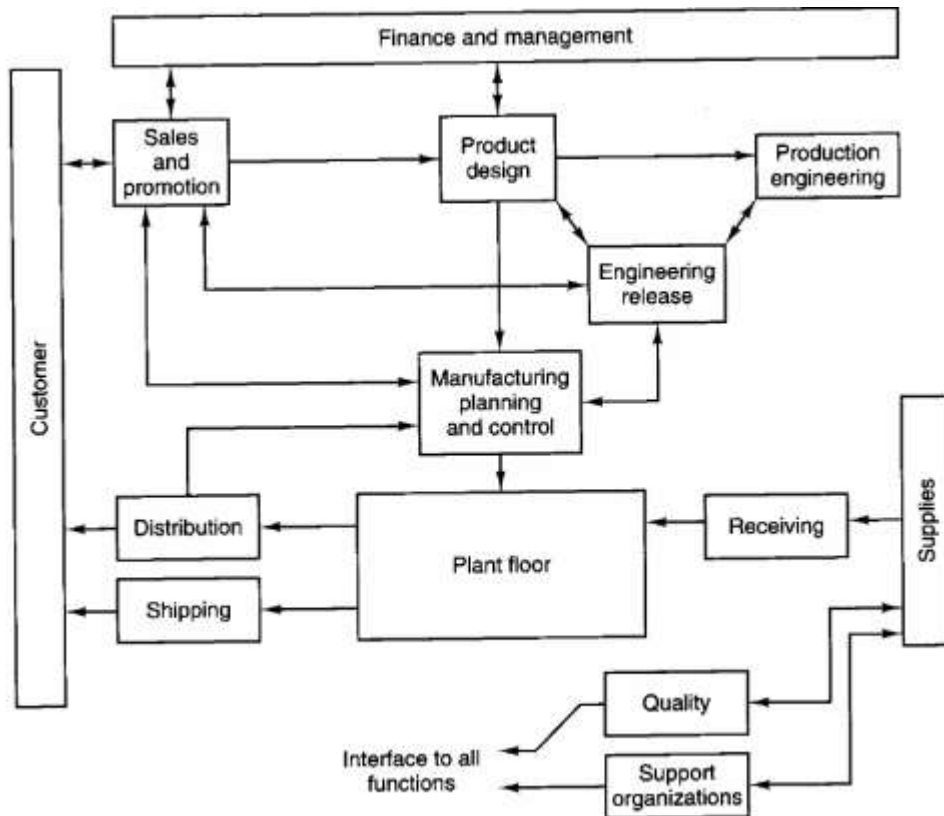 Finance and management
Sales
and
promotion
Product
design
Production
engineering
Engineering
release
Customer
Manufacturing
planning
and control
Supplies
Distribution
Plant floor
Receiving
Shipping
Quality
Interface to all
functions
Support
organizations